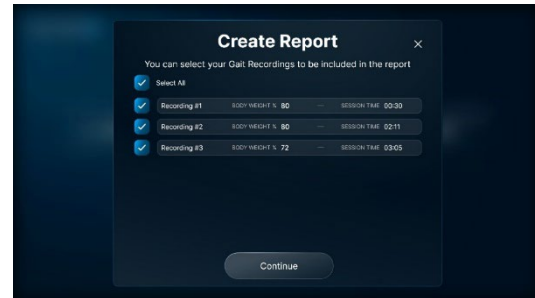 Create Report
You can select your Gait Recordings to be included in the report
Select All
Recording #1 BODY WEIGHT % 80 — SESSION TIME 00:30
Recording #2 BODY WEIGHT % 80 — SESSION TIME 02:11
Recording #3 BODY WEIGHT % 72 — SESSION TIME 03:05
Continue